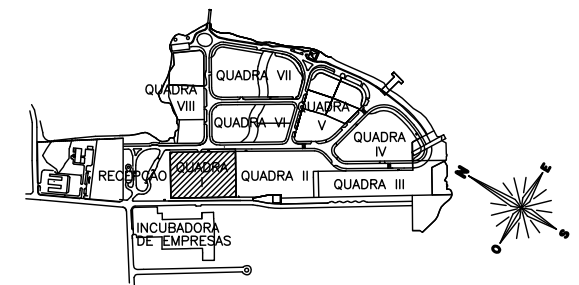 QUADRA VII
QUADRA
VIII
QUADRA VI
QUADRA
V
QUADRA
IV
RECEPÇÃO
QUADRA
I
QUADRA II
QUADRA III
INCUBADORA
DE EMPRESAS
N
E
S
O